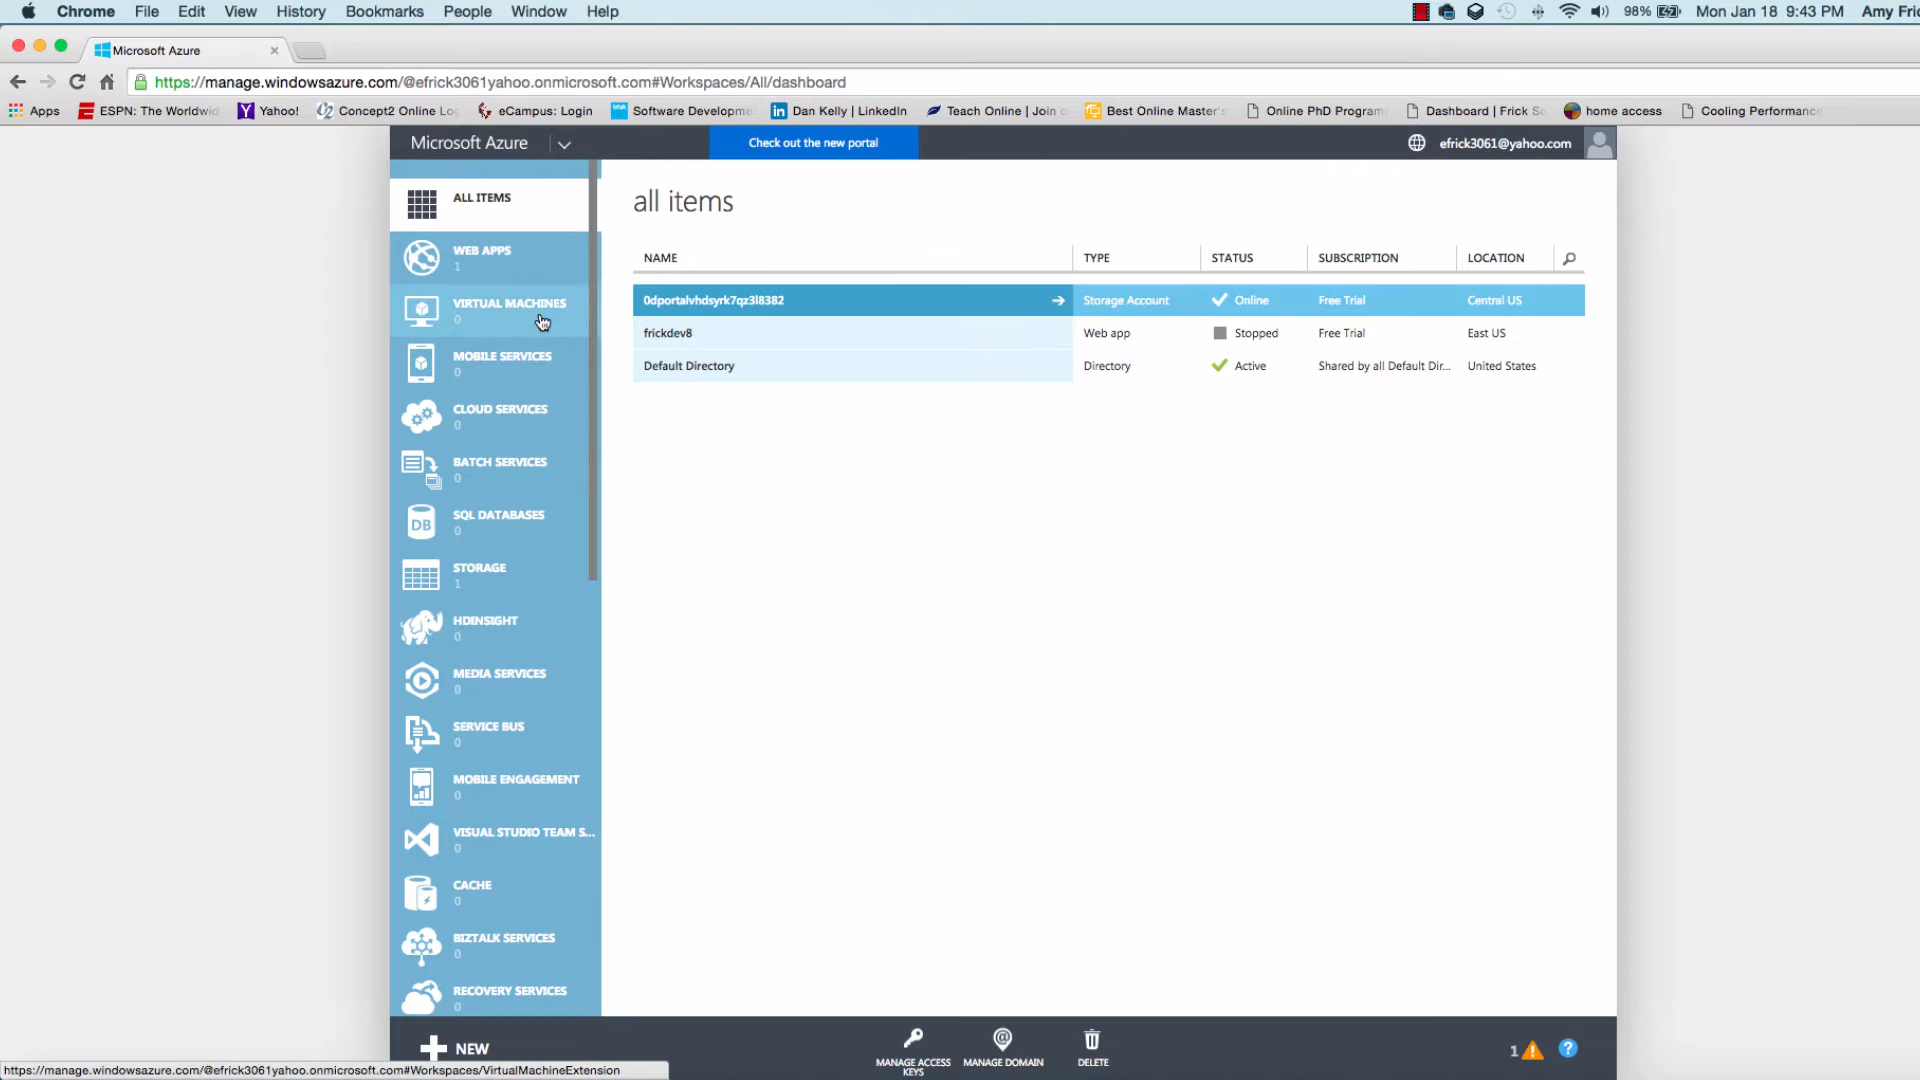 Chrome File Edit View History Bookmarks People Window Help 98% Mon Jan 18 9:43 PM Amy Fric
Microsoft Azure
https://manage.windowsazure.com/@efrick3061yahoo.onmicrosoft.com#Workspaces/All/dashboard
Apps ESPN: The Worldwid Yahoo! Concept2 Online Lo eCampus: Login Software Developme Dan Kelly | LinkedIn Teach Online | Join o Best Online Master's Online PhD Program Dashboard | Frick So home access Cooling Performance
Microsoft Azure Check out the new portal efrick3061@yahoo.com
ALL ITEMS
WEB APPS
1
VIRTUAL MACHINES
0
MOBILE SERVICES
0
CLOUD SERVICES
0
BATCH SERVICES
0
SQL DATABASES
0
DB
STORAGE
1
HDINSIGHT
0
MEDIA SERVICES
0
SERVICE BUS
0
MOBILE ENGAGEMENT
0
VISUAL STUDIO TEAM S...
0
CACHE
0
BIZTALK SERVICES
0
RECOVERY SERVICES
0
all items
NAME TYPE STATUS SUBSCRIPTION LOCATION
0dportalvhdsyrk7qz3l8382 Storage Account Online Free Trial Central US
frickdev8 Web app Stopped Free Trial East US
Default Directory Directory Active Shared by all Default Dir... United States
NEW
MANAGE ACCESS KEYS
MANAGE DOMAIN
DELETE
1
?
https://manage.windowsazure.com/@efrick3061yahoo.onmicrosoft.com#Workspaces/VirtualMachineExtension